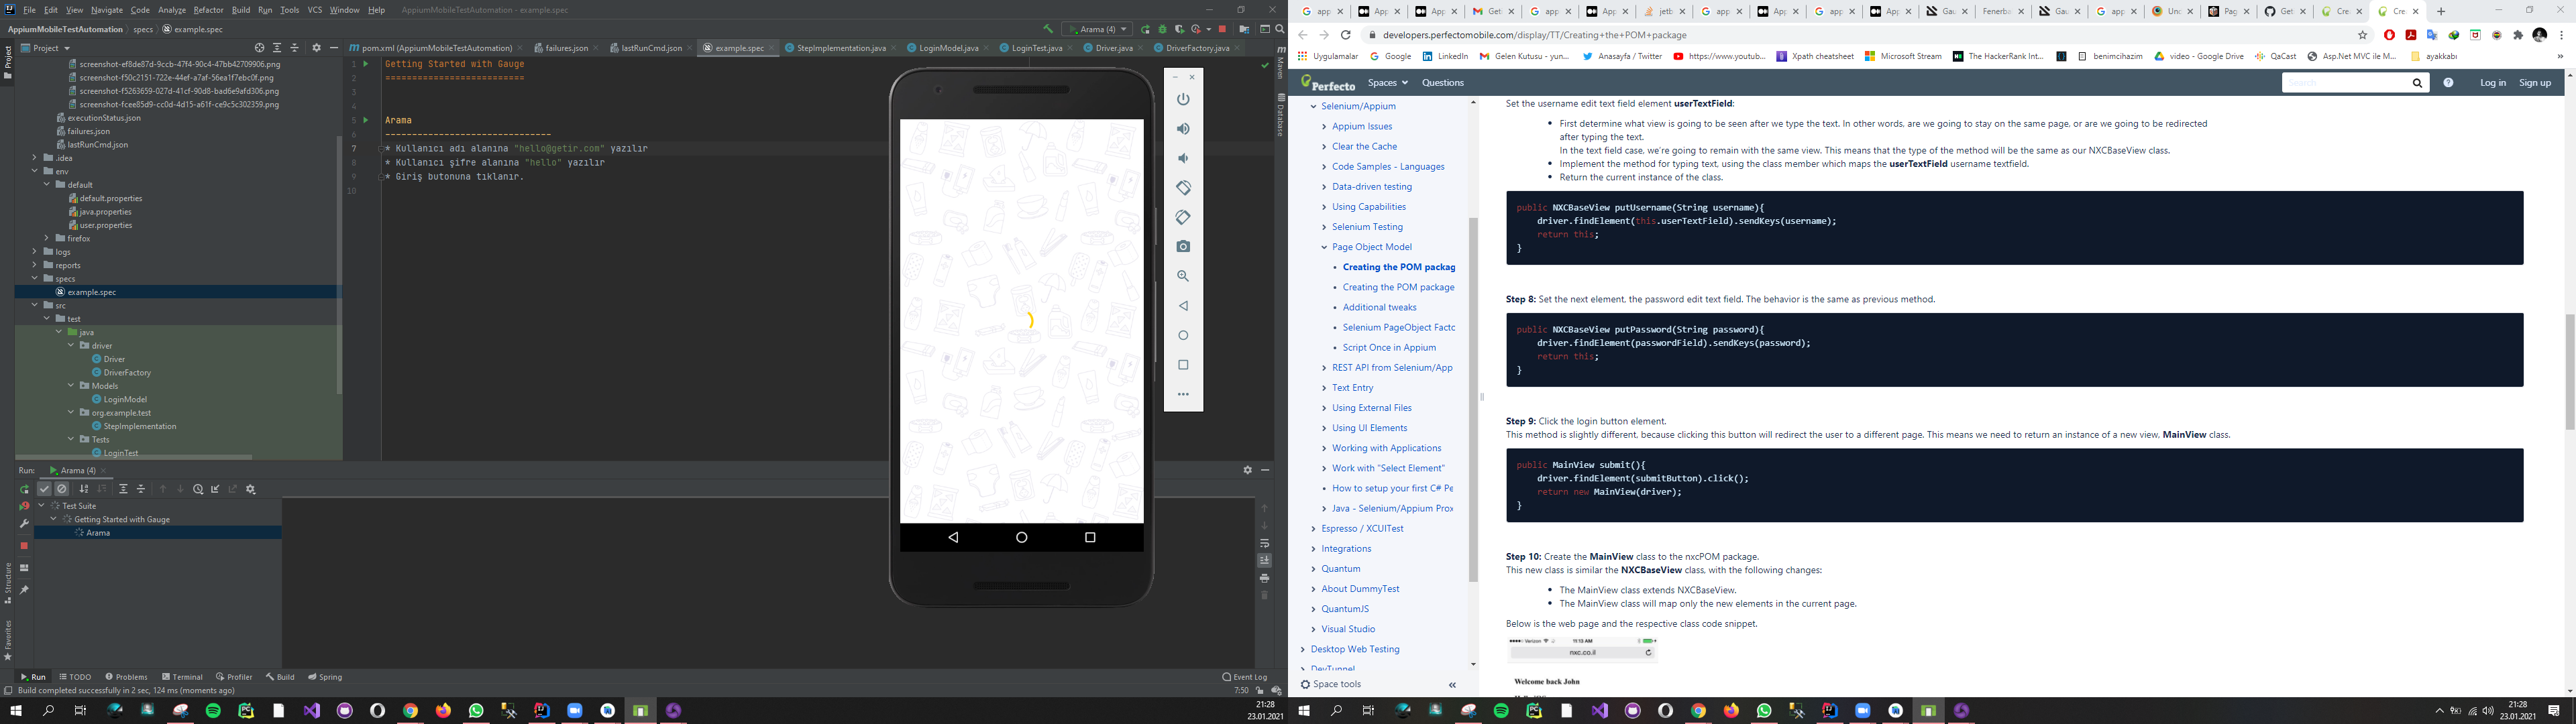 File Edit View Navigate Code Analyze Refactor Build Run Tools VCS Window Help AppiumMobileTestAutomation - example.spec
AppiumMobileTestAutomation specs example.spec
Arama (4)
Project
pom.xml (AppiumMobileTestAutomation) failures.json lastRunCmd.json example.spec StepImplementation.java LoginModel.java LoginTest.java Driver.java DriverFactory.java
screenshot-ef8de87d-9ccb-47f4-90c4-47bb42709906.png
screenshot-f50c2151-722e-44ef-a7af-56ea1f7ebc0f.png
screenshot-f5263659-027d-41cf-90d8-bad6e9afd306.png
screenshot-fcee85d9-cc0d-4d15-a61f-ce9c5c302359.png
executionStatus.json
failures.json
lastRunCmd.json
.idea
env
default
default.properties
java.properties
user.properties
firefox
logs
reports
specs
example.spec
src
test
java
driver
Driver
DriverFactory
Models
LoginModel
org.example.test
StepImplementation
Tests
LoginTest
1 Getting Started with Gauge
2 ==========================
3
4
5 Arama
6 -------------------------------
7 * Kullanıcı adı alanına "hello@getir.com" yazılır
8 * Kullanıcı şifre alanına "hello" yazılır
9 * Giriş butonuna tıklanır.
10
Maven
Database
Project
Structure
Favorites
Run: Arama (4)
Test Suite
Getting Started with Gauge
Arama
Run TODO Problems Terminal Profiler Build Spring Event Log
Build completed successfully in 2 sec, 124 ms (moments ago) 7:50
21:28
23.01.2021
developers.perfectomobile.com/display/TT/Creating+the+POM+package
Uygulamalar Google LinkedIn Gelen Kutusu - yun... Anasayfa / Twitter https://www.youtub... Xpath cheatsheet Microsoft Stream The HackerRank Int... benimcihazim video - Google Drive QaCast Asp.Net MVC ile M... ayakkabı
Perfecto Spaces Questions Search Log in Sign up
Selenium/Appium
Appium Issues
Clear the Cache
Code Samples - Languages
Data-driven testing
Using Capabilities
Selenium Testing
Page Object Model
Creating the POM packag
Creating the POM package
Additional tweaks
Selenium PageObject Facto
Script Once in Appium
REST API from Selenium/App
Text Entry
Using External Files
Using UI Elements
Working with Applications
Work with "Select Element"
How to setup your first C# Pe
Java - Selenium/Appium Prox
Espresso / XCUITest
Integrations
Quantum
About DummyTest
QuantumJS
Visual Studio
Desktop Web Testing
DevTunnel
Space tools
Set the username edit text field element userTextField:
First determine what view is going to be seen after we type the text. In other words, are we going to stay on the same page, or are we going to be redirected
after typing the text.
In the text field case, we're going to remain with the same view. This means that the type of the method will be the same as our NXCBaseView class.
Implement the method for typing text, using the class member which maps the userTextField username textfield.
Return the current instance of the class.
public NXCBaseView putUsername(String username){
driver.findElement(this.userTextField).sendKeys(username);
return this;
}
Step 8: Set the next element, the password edit text field. The behavior is the same as previous method.
public NXCBaseView putPassword(String password){
driver.findElement(passwordField).sendKeys(password);
return this;
}
Step 9: Click the login button element.
This method is slightly different, because clicking this button will redirect the user to a different page. This means we need to return an instance of a new view, MainView class.
public MainView submit(){
driver.findElement(submitButton).click();
return new MainView(driver);
}
Step 10: Create the MainView class to the nxcPOM package.
This new class is similar the NXCBaseView class, with the following changes:
The MainView class extends NXCBaseView.
The MainView class will map only the new elements in the current page.
Below is the web page and the respective class code snippet.
Verizon 11:13 AM
nxc.co.il
Welcome back John
21:28
23.01.2021